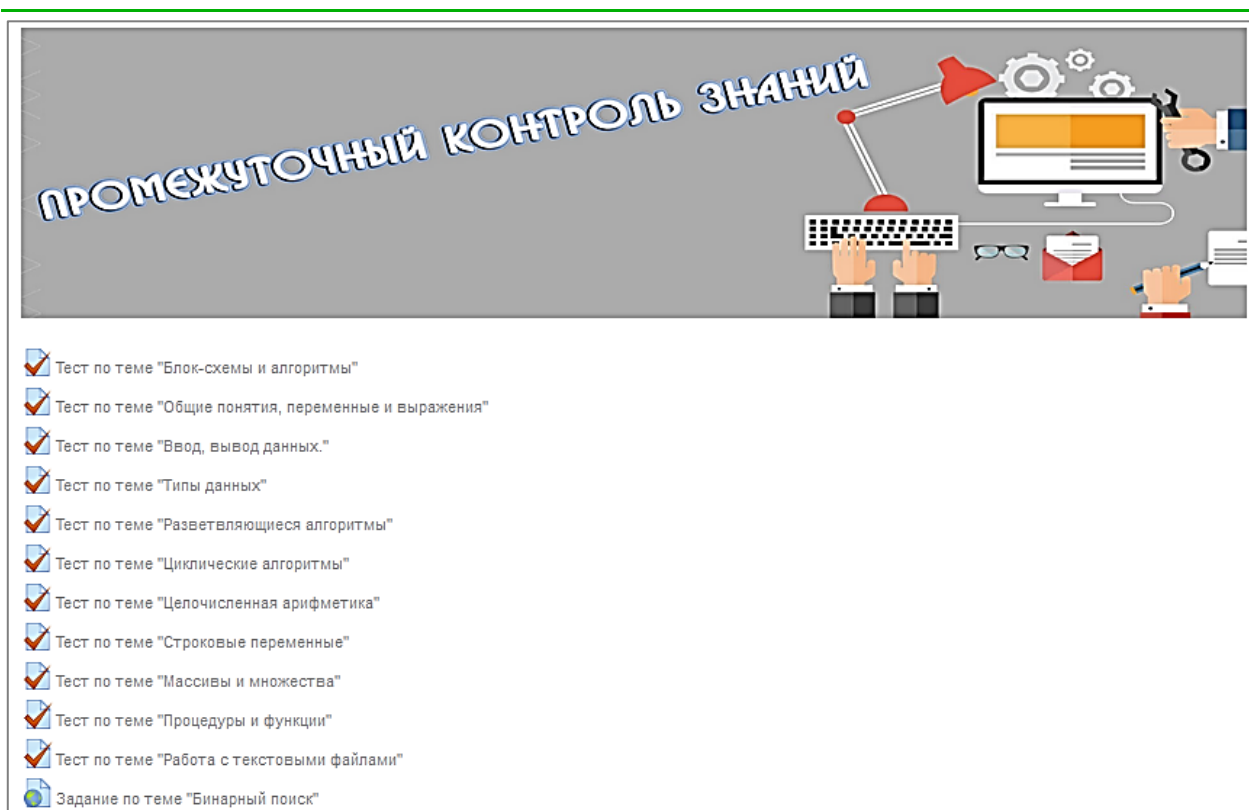 ПРОМЕЖУТОЧНЫЙ КОНТРОЛЬ ЗНАНИЙ
Тест по теме "Блок-схемы и алгоритмы"
Тест по теме "Общие понятия, переменные и выражения"
Тест по теме "Ввод, вывод данных."
Тест по теме "Типы данных"
Тест по теме "Разветвляющиеся алгоритмы"
Тест по теме "Циклические алгоритмы"
Тест по теме "Целочисленная арифметика"
Тест по теме "Строковые переменные"
Тест по теме "Массивы и множества"
Тест по теме "Процедуры и функции"
Тест по теме "Работа с текстовыми файлами"
Задание по теме "Бинарный поиск"